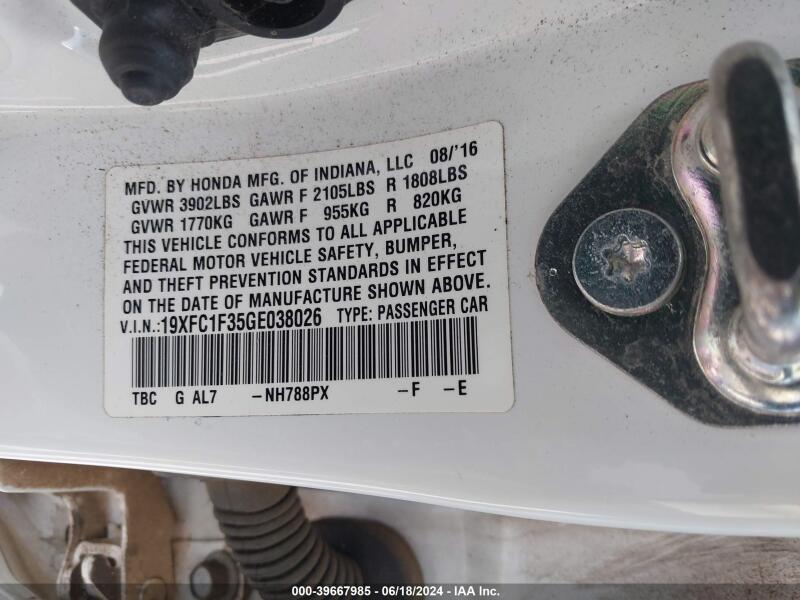 MFD. BY HONDA MFG. OF INDIANA, LLC 08/'16
GVWR 3902LBS GAWR F 2105LBS R 1808LBS
GVWR 1770KG GAWR F 955KG R 820KG
THIS VEHICLE CONFORMS TO ALL APPLICABLE
FEDERAL MOTOR VEHICLE SAFETY, BUMPER,
AND THEFT PREVENTION STANDARDS IN EFFECT
ON THE DATE OF MANUFACTURE SHOWN ABOVE.
V.I.N.:19XFC1F35GE038026 TYPE: PASSENGER CAR
TBC G AL7 -NH788PX -F -E
000-39667985 / 06/18/2024 - IAA Inc.